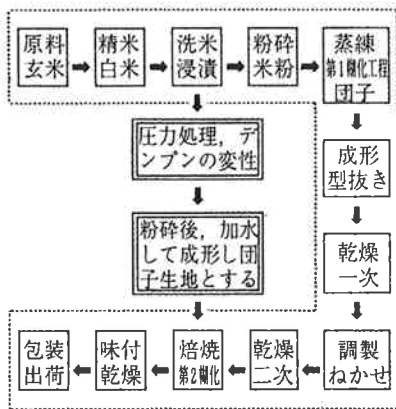 原料
玄米
精米
白米
洗米
浸漬
粉砕
米粉
蒸練
第1糊化工程
団子
圧力処理，デ
ンプンの変性
成形
型抜き
粉砕後，加水
して成形し団
子生地とする
乾燥
一次
包装
出荷
味付
乾燥
焙焼
第2糊化
乾燥
二次
調製
ねかせ